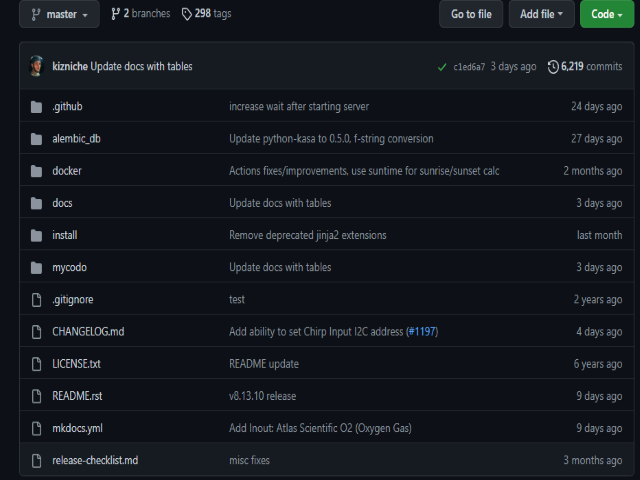 master 2 branches 298 tags Go to file Add file Code
kizniche Update docs with tables c1ed6a7 3 days ago 6,219 commits
.github increase wait after starting server 24 days ago
alembic_db Update python-kasa to 0.5.0, f-string conversion 27 days ago
docker Actions fixes/improvements, use suntime for sunrise/sunset calc 2 months ago
docs Update docs with tables 3 days ago
install Remove deprecated jinja2 extensions last month
mycodo Update docs with tables 3 days ago
.gitignore test 2 years ago
CHANGELOG.md Add ability to set Chirp Input I2C address (#1197) 4 days ago
LICENSE.txt README update 6 years ago
README.rst v8.13.10 release 9 days ago
mkdocs.yml Add Inout: Atlas Scientific O2 (Oxygen Gas) 9 days ago
release-checklist.md misc fixes 3 months ago